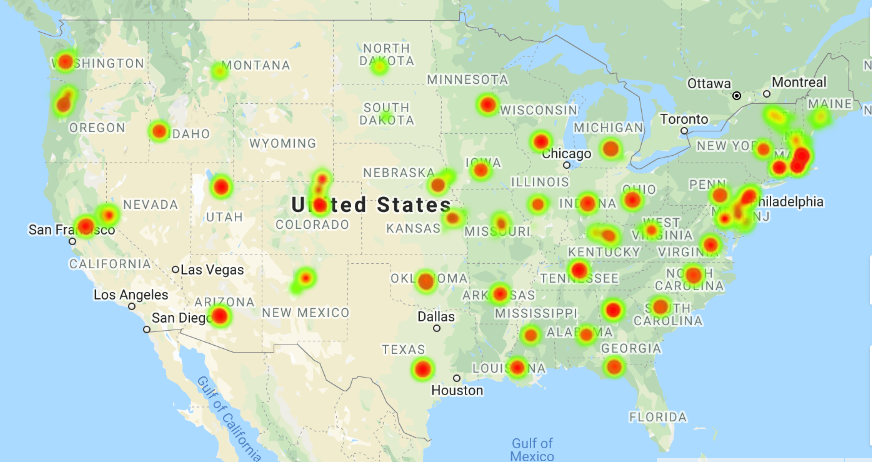 WASHINGTON
MONTANA
NORTH
DAKOTA
MINNESOTA
Ottawa
Montreal
MAINE
OREGON
IDAHO
SOUTH
DAKOTA
WISCONSIN
MICHIGAN
Toronto
WYOMING
Chicago
NEW YORK
MA
NEBRASKA
IOWA
ILLINOIS
INDIANA
OHIO
PENN
Philadelphia
NJ
NEVADA
UTAH
United States
COLORADO
KANSAS
MISSOURI
WEST
VIRGINIA
VIRGINIA
KENTUCKY
San Francisco
CALIFORNIA
Las Vegas
Los Angeles
San Diego
ARIZONA
NEW MEXICO
OKLAHOMA
ARKANSAS
TENNESSEE
NORTH
CAROLINA
MISSISSIPPI
SOUTH
CAROLINA
Dallas
ALABAMA
GEORGIA
TEXAS
LOUISIANA
Houston
FLORIDA
Gulf of California
Gulf of
Mexico